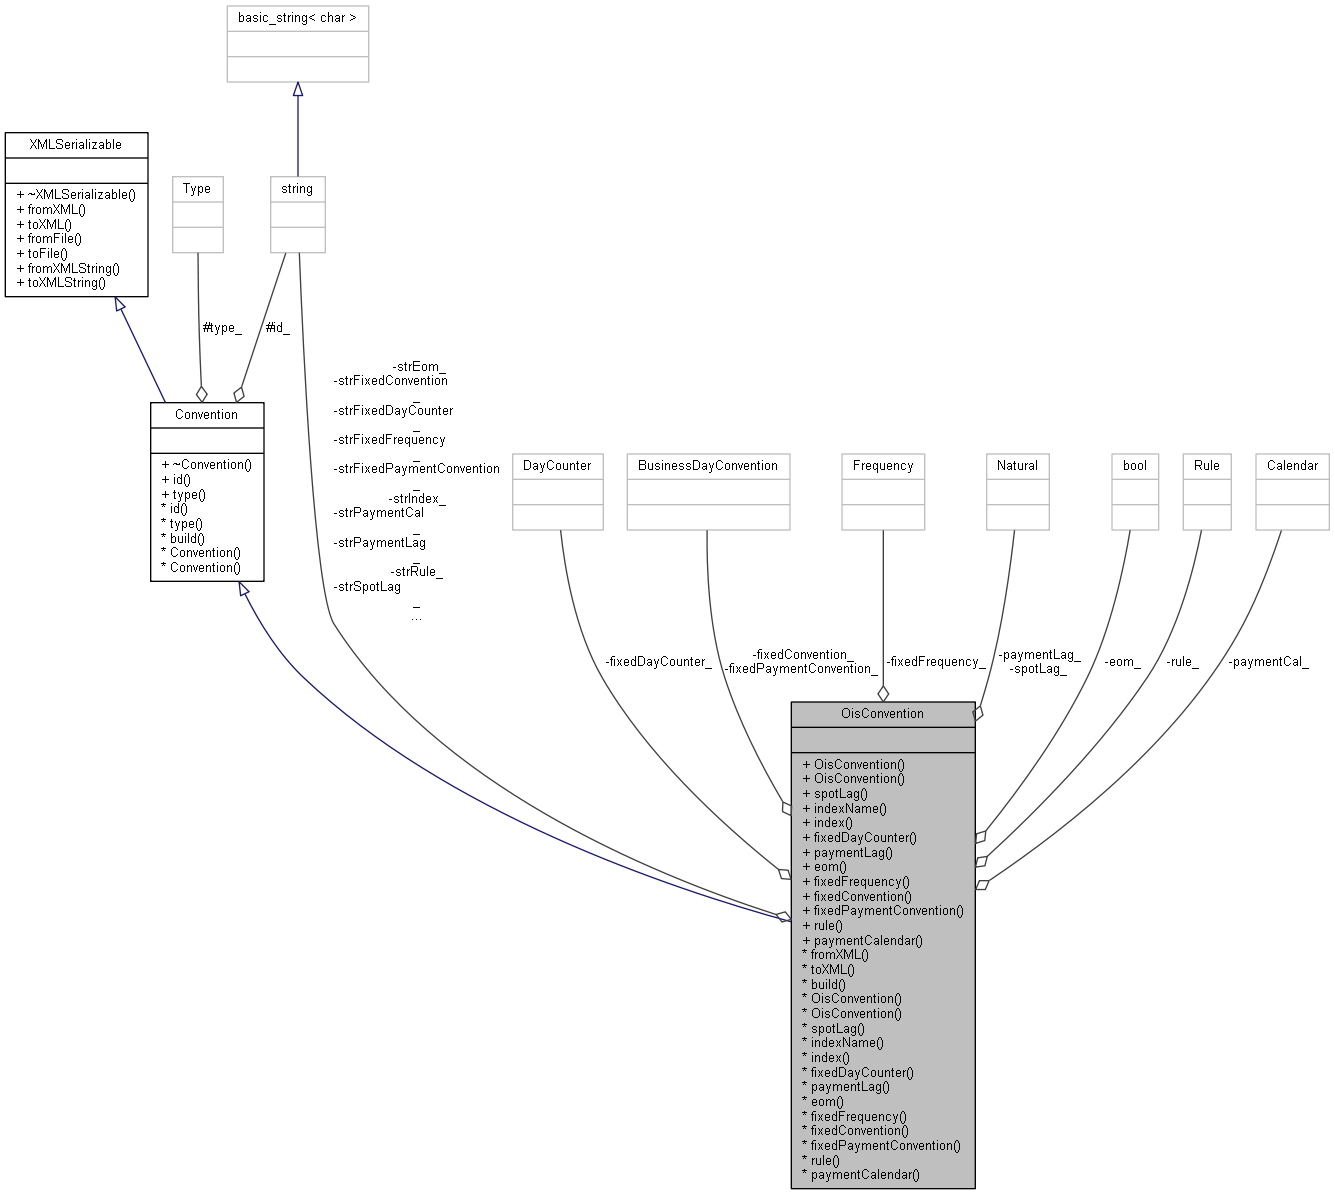 basic_string< char >
XMLSerializable
+ ~XMLSerializable()
+ fromXML()
+ toXML()
+ fromFile()
+ toFile()
+ fromXMLString()
+ toXMLString()
Type
string
#type_
#id_
Convention
+ ~Convention()
+ id()
+ type()
* id()
* type()
* build()
* Convention()
* Convention()
-strEom_
-strFixedConvention
_
-strFixedDayCounter
_
-strFixedFrequency
_
-strFixedPaymentConvention
_
-strIndex_
-strPaymentCal
_
-strPaymentLag
_
-strRule_
-strSpotLag
_
...
DayCounter
BusinessDayConvention
Frequency
Natural
bool
Rule
Calendar
-fixedDayCounter_
-fixedConvention_
-fixedPaymentConvention_
-fixedFrequency_
-paymentLag_
-spotLag_
-eom_
-rule_
-paymentCal_
OisConvention
+ OisConvention()
+ OisConvention()
+ spotLag()
+ indexName()
+ index()
+ fixedDayCounter()
+ paymentLag()
+ eom()
+ fixedFrequency()
+ fixedConvention()
+ fixedPaymentConvention()
+ rule()
+ paymentCalendar()
* fromXML()
* toXML()
* build()
* OisConvention()
* OisConvention()
* spotLag()
* indexName()
* index()
* fixedDayCounter()
* paymentLag()
* eom()
* fixedFrequency()
* fixedConvention()
* fixedPaymentConvention()
* rule()
* paymentCalendar()